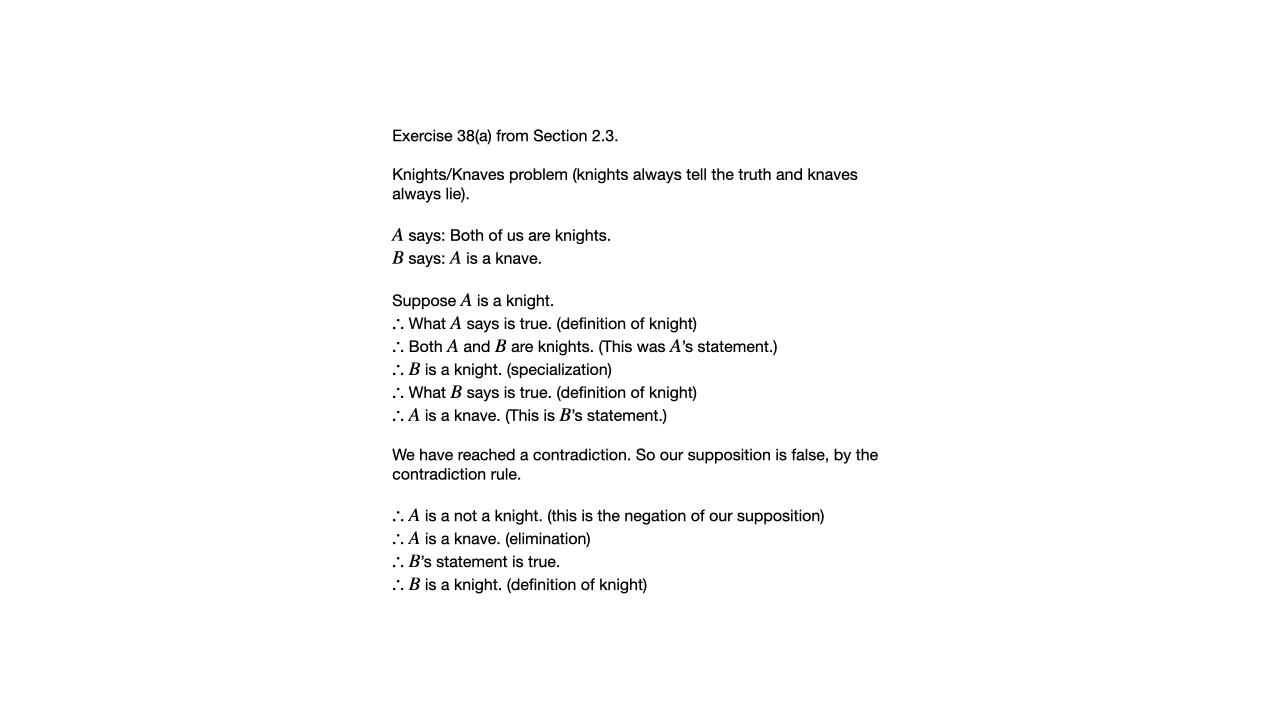 Exercise 38(a) from Section 2.3.
Knights/Knaves problem (knights always tell the truth and knaves
always lie).
A says: Both of us are knights.
B says: A is a knave.
Suppose A is a knight.
∴ What A says is true. (definition of knight)
∴ Both A and B are knights. (This was A’s statement.)
∴ B is a knight. (specialization)
∴ What B says is true. (definition of knight)
∴ A is a knave. (This is B’s statement.)
We have reached a contradiction. So our supposition is false, by the
contradiction rule.
∴ A is a not a knight. (this is the negation of our supposition)
∴ A is a knave. (elimination)
∴ B’s statement is true.
∴ B is a knight. (definition of knight)